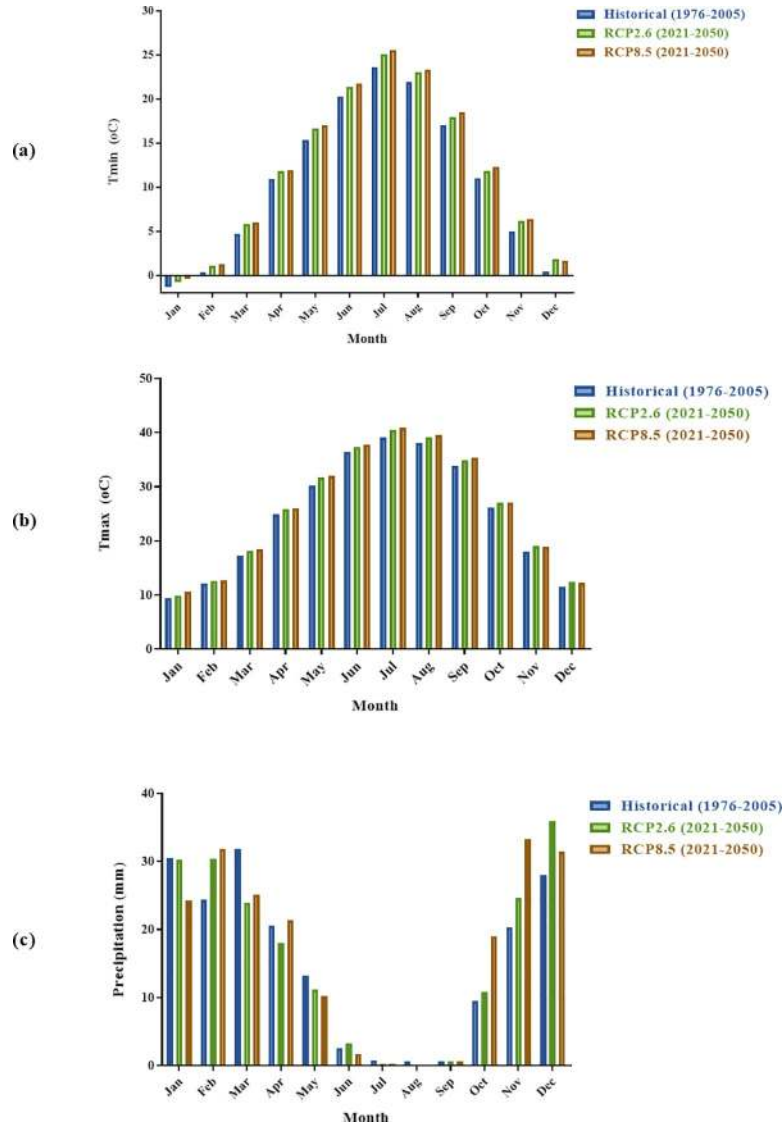 (a)
Tmin (oC)
30
25
20
15
10
5
0
Jan Feb Mar Apr May Jun Jul Aug Sep Oct Nov Dec
Month
Historical (1976-2005)
RCP2.6 (2021-2050)
RCP8.5 (2021-2050)
(b)
Tmax (oC)
50
40
30
20
10
0
Jan Feb Mar Apr May Jun Jul Aug Sep Oct Nov Dec
Month
Historical (1976-2005)
RCP2.6 (2021-2050)
RCP8.5 (2021-2050)
(c)
Precipitation (mm)
40
30
20
10
0
Jan Feb Mar Apr May Jun Jul Aug Sep Oct Nov Dec
Month
Historical (1976-2005)
RCP2.6 (2021-2050)
RCP8.5 (2021-2050)